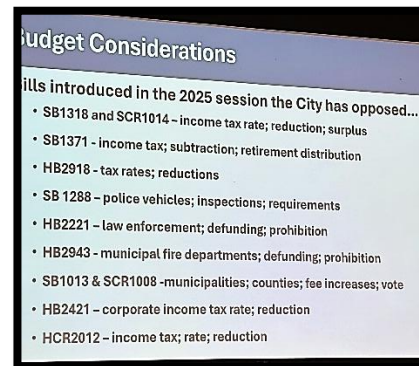 Budget Considerations
Bills introduced in the 2025 session the City has opposed...
• SB1318 and SCR1014 – income tax rate; reduction; surplus
• SB1371 - income tax; subtraction; retirement distribution
• HB2918 - tax rates; reductions
• SB 1288 – police vehicles; inspections; requirements
• HB2221 – law enforcement; defunding; prohibition
• HB2943 - municipal fire departments; defunding; prohibition
• SB1013 & SCR1008 -municipalities; counties; fee increases; vote
• HB2421 – corporate income tax rate; reduction
• HCR2012 – income tax; rate; reduction